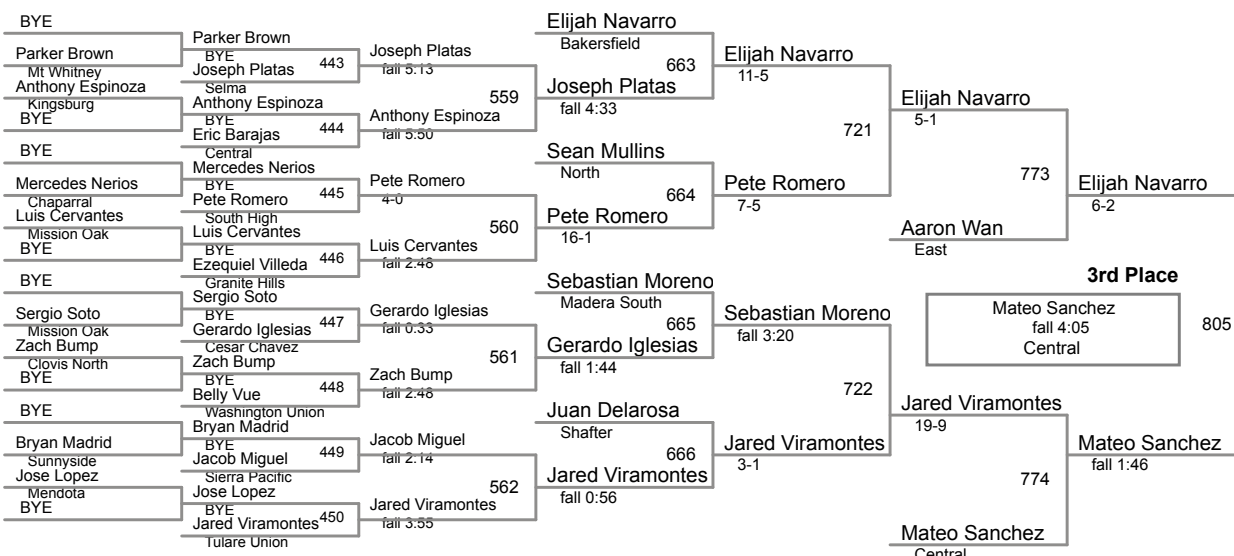 BYE
Parker Brown
Mt Whitney
Anthony Espinoza
Kingsburg
BYE
BYE
Mercedes Nerios
Chaparral
Luis Cervantes
Mission Oak
BYE
BYE
Sergio Soto
Mission Oak
Zach Bump
Clovis North
BYE
BYE
Bryan Madrid
Sunnyside
Jose Lopez
Mendota
BYE
Parker Brown
BYE
443
Joseph Platas
Selma
Anthony Espinoza
BYE
444
Eric Barajas
Central
Mercedes Nerios
BYE
445
Pete Romero
South High
Luis Cervantes
BYE
446
Ezequiel Villeda
Granite Hills
Sergio Soto
BYE
447
Gerardo Iglesias
Cesar Chavez
Zach Bump
BYE
448
Belly Vue
Washington Union
Bryan Madrid
BYE
449
Jacob Miguel
Sierra Pacific
Jose Lopez
BYE
450
Jared Viramontes
Tulare Union
Joseph Platas
fall 5:13
559
Anthony Espinoza
fall 5:50
Pete Romero
4-0
560
Luis Cervantes
fall 2:48
Gerardo Iglesias
fall 0:33
561
Zach Bump
fall 2:48
Jacob Miguel
fall 2:14
562
Jared Viramontes
fall 3:55
Elijah Navarro
Bakersfield
663
Joseph Platas
fall 4:33
Sean Mullins
North
664
Pete Romero
16-1
Sebastian Moreno
Madera South
665
Gerardo Iglesias
fall 1:44
Juan Delarosa
Shafter
666
Jared Viramontes
fall 0:56
Elijah Navarro
11-5
721
Pete Romero
7-5
Sebastian Moreno
fall 3:20
722
Jared Viramontes
3-1
Elijah Navarro
5-1
773
Aaron Wan
East
Jared Viramontes
19-9
774
Mateo Sanchez
Central
Elijah Navarro
6-2
3rd Place
Mateo Sanchez
fall 4:05
Central
805
Mateo Sanchez
fall 1:46